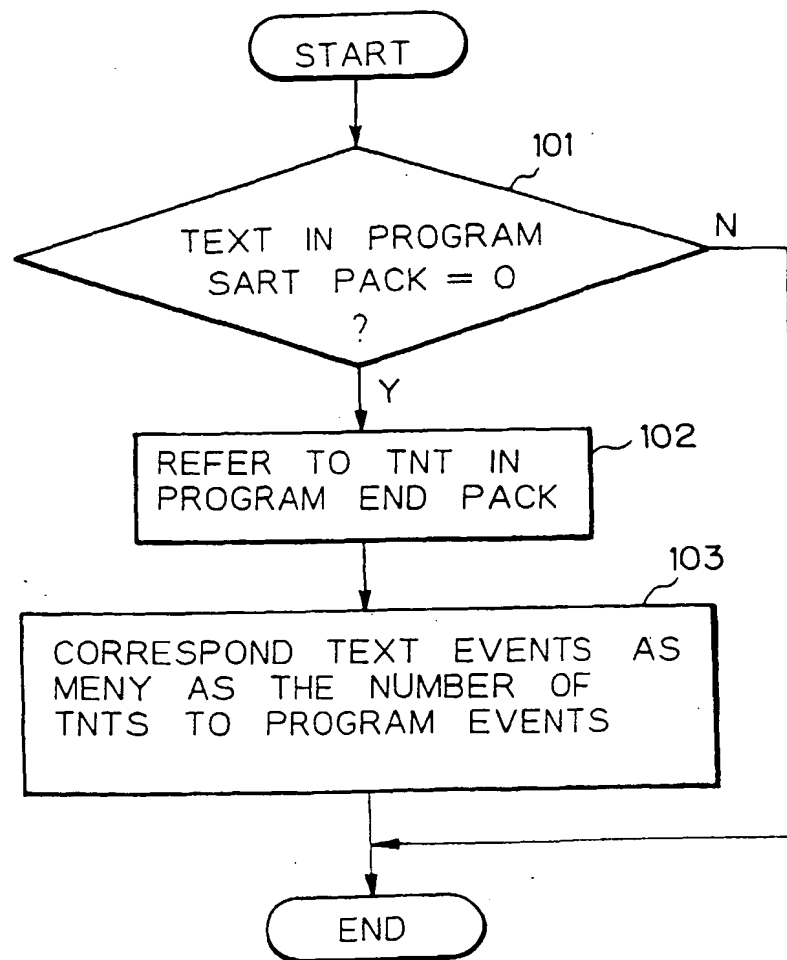 START
101
TEXT IN PROGRAM
SART PACK = 0
?
N
Y
102
REFER TO TNT IN
PROGRAM END PACK
103
CORRESPOND TEXT EVENTS AS
MENY AS THE NUMBER OF
TNTS TO PROGRAM EVENTS
END